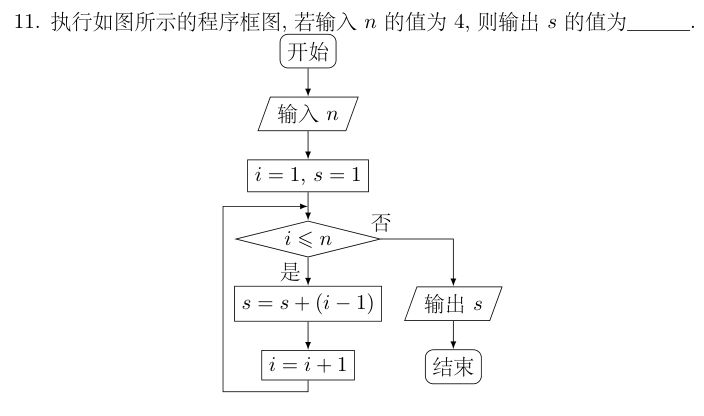 11. 执行如图所示的程序框图, 若输入 n 的值为 4, 则输出 s 的值为______.
开始
输入 n
i = 1, s = 1
否
i ⩽ n
是
s = s + (i − 1)
输出 s
i = i + 1
结束